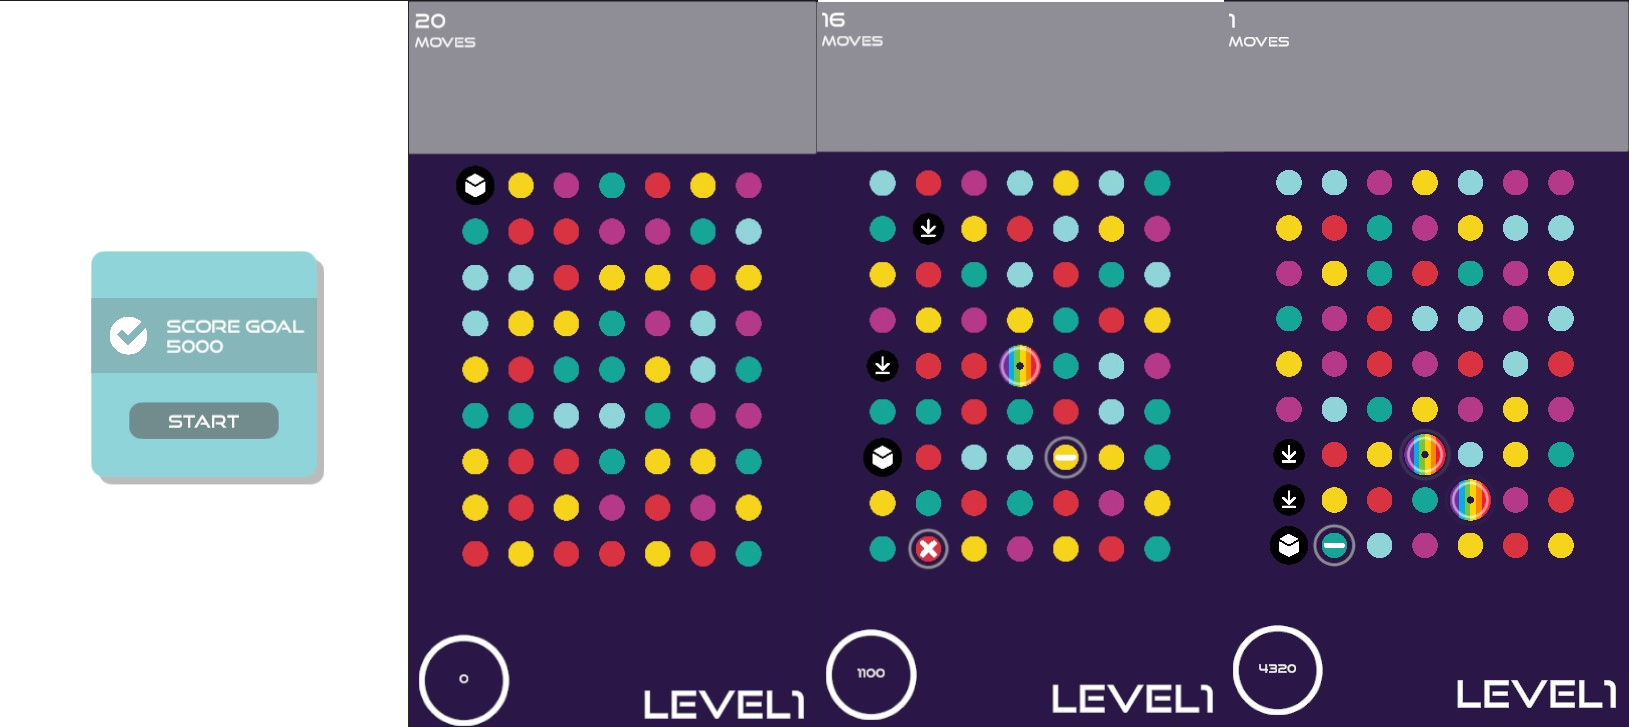 SCORE GOAL
5000
START
20
MOVES
0
LEVEL1
16
MOVES
1100
LEVEL1
1
MOVES
4320
LEVEL1